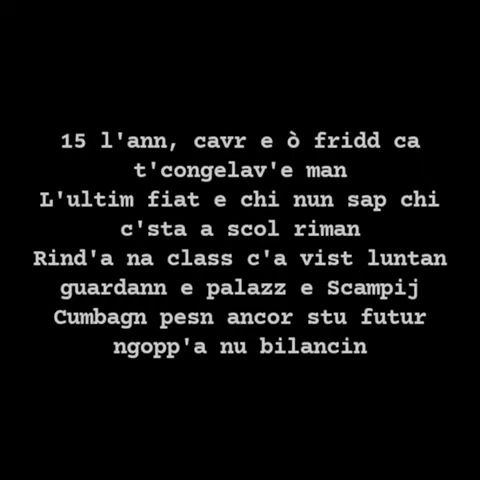 15 l'ann, cavr e ò fridd ca
t'congelav'e man
L'ultim fiat e chi nun sap chi
c'sta a scol riman
Rind'a na class c'a vist luntan
guardann e palazz e Scampij
Cumbagn pesn ancor stu futur
ngopp'a nu bilancin